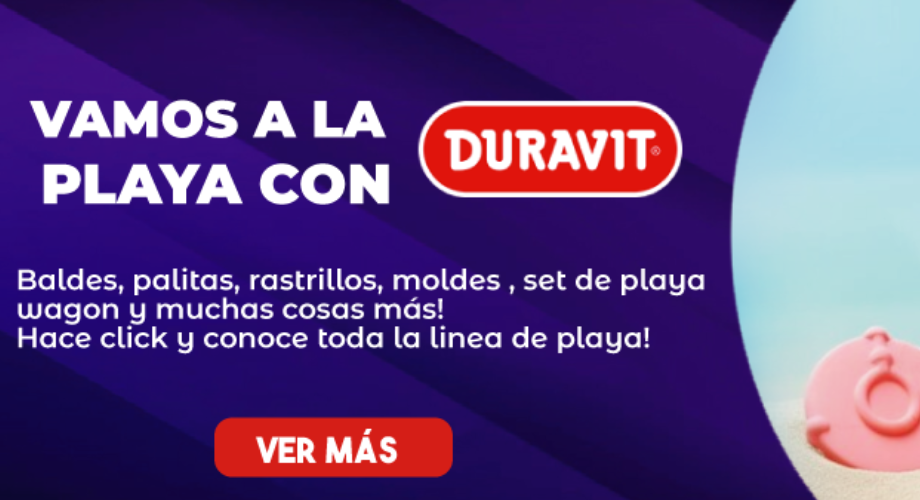 VAMOS A LA
PLAYA CON
DURAVIT®
Baldes, palitas, rastrillos, moldes , set de playa
wagon y muchas cosas más!
Hace click y conoce toda la linea de playa!
VER MÁS